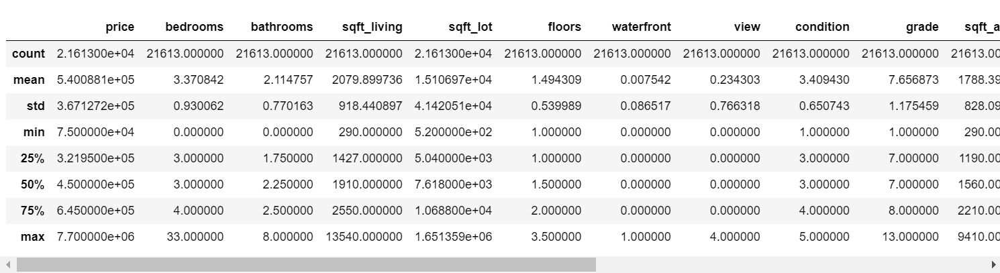 price bedrooms bathrooms sqft_living sqft_lot floors waterfront view condition grade sqft_a
count 2.161300e+04 21613.000000 21613.000000 21613.000000 2.161300e+04 21613.000000 21613.000000 21613.000000 21613.000000 21613.000000 21613.00
mean 5.400881e+05 3.370842 2.114757 2079.899736 1.510697e+04 1.494309 0.007542 0.234303 3.409430 7.656873 1788.39
std 3.671272e+05 0.930062 0.770163 918.440897 4.142051e+04 0.539989 0.086517 0.766318 0.650743 1.175459 828.09
min 7.500000e+04 0.000000 0.000000 290.000000 5.200000e+02 1.000000 0.000000 0.000000 1.000000 1.000000 290.00
25% 3.219500e+05 3.000000 1.750000 1427.000000 5.040000e+03 1.000000 0.000000 0.000000 3.000000 7.000000 1190.00
50% 4.500000e+05 3.000000 2.250000 1910.000000 7.618000e+03 1.500000 0.000000 0.000000 3.000000 7.000000 1560.00
75% 6.450000e+05 4.000000 2.500000 2550.000000 1.068800e+04 2.000000 0.000000 0.000000 4.000000 8.000000 2210.00
max 7.700000e+06 33.000000 8.000000 13540.000000 1.651359e+06 3.500000 1.000000 4.000000 5.000000 13.000000 9410.00